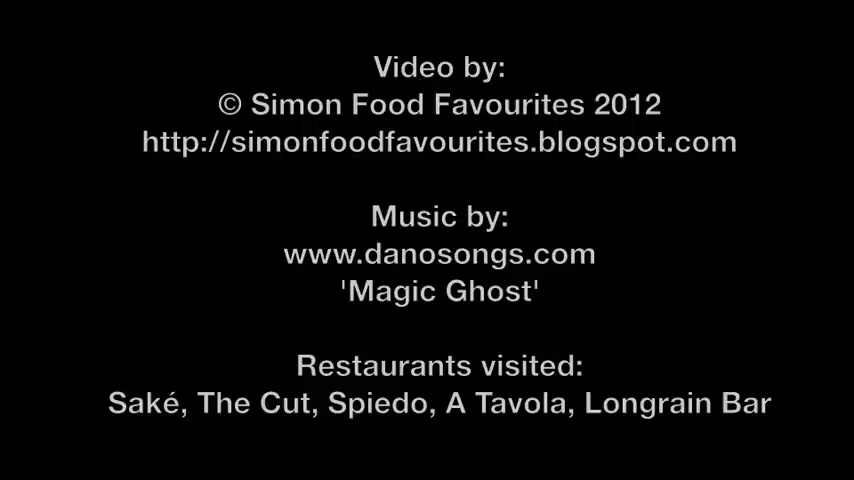 Video by:
© Simon Food Favourites 2012
http://simonfoodfavourites.blogspot.com
Music by:
www.danosongs.com
'Magic Ghost'
Restaurants visited:
Saké, The Cut, Spiedo, A Tavola, Longrain Bar